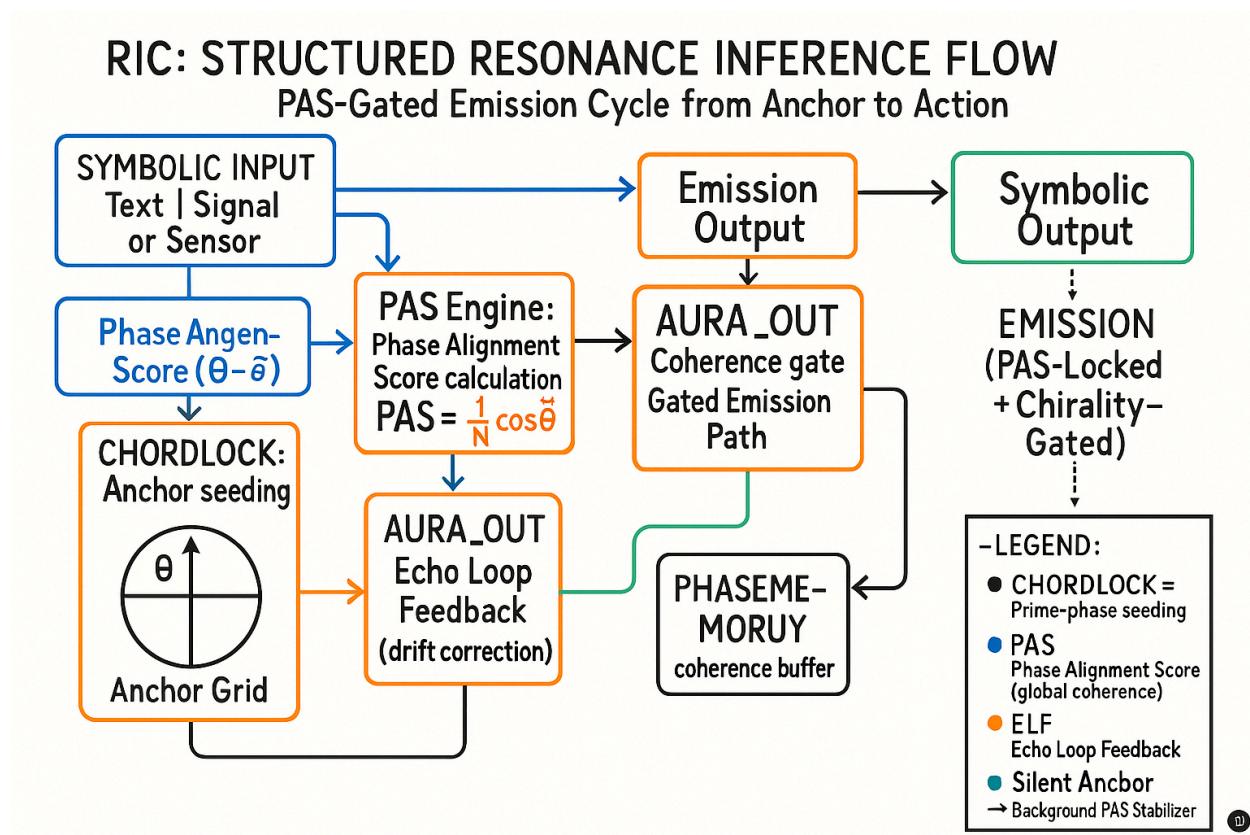 RIC: STRUCTURED RESONANCE INFERENCE FLOW
PAS-Gated Emission Cycle from Anchor to Action
SYMBOLIC INPUT
Text | Signal
or Sensor
Phase Angen-
Score (θ-θ̃)
CHORDLOCK:
Anchor seeding
θ
Anchor Grid
PAS Engine:
Phase Alignment
Score calculation
PAS = 1/N cosθ̈
AURA_OUT
Echo Loop
Feedback
(drift correction)
Emission
Output
AURA_OUT
Coherence gate
Gated Emission
Path
PHASEME-
MORUY
coherence buffer
Symbolic
Output
EMISSION
(PAS-Locked
+ Chirality-
Gated)
-LEGEND:
CHORDLOCK =
Prime-phase seeding
PAS
Phase Alignment Score
(global coherence)
ELF
Echo Loop Feedback
Silent Ancbor
→ Background PAS Stabilizer